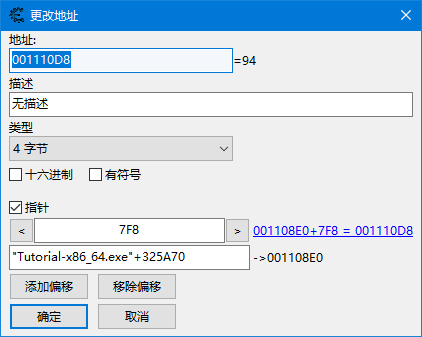 更改地址
地址:
001110D8 =94
描述
无描述
类型
4 字节
十六进制 有符号
指针
< 7F8 > 001108E0+7F8 = 001110D8
"Tutorial-x86_64.exe"+325A70 ->001108E0
添加偏移 移除偏移
确定 取消